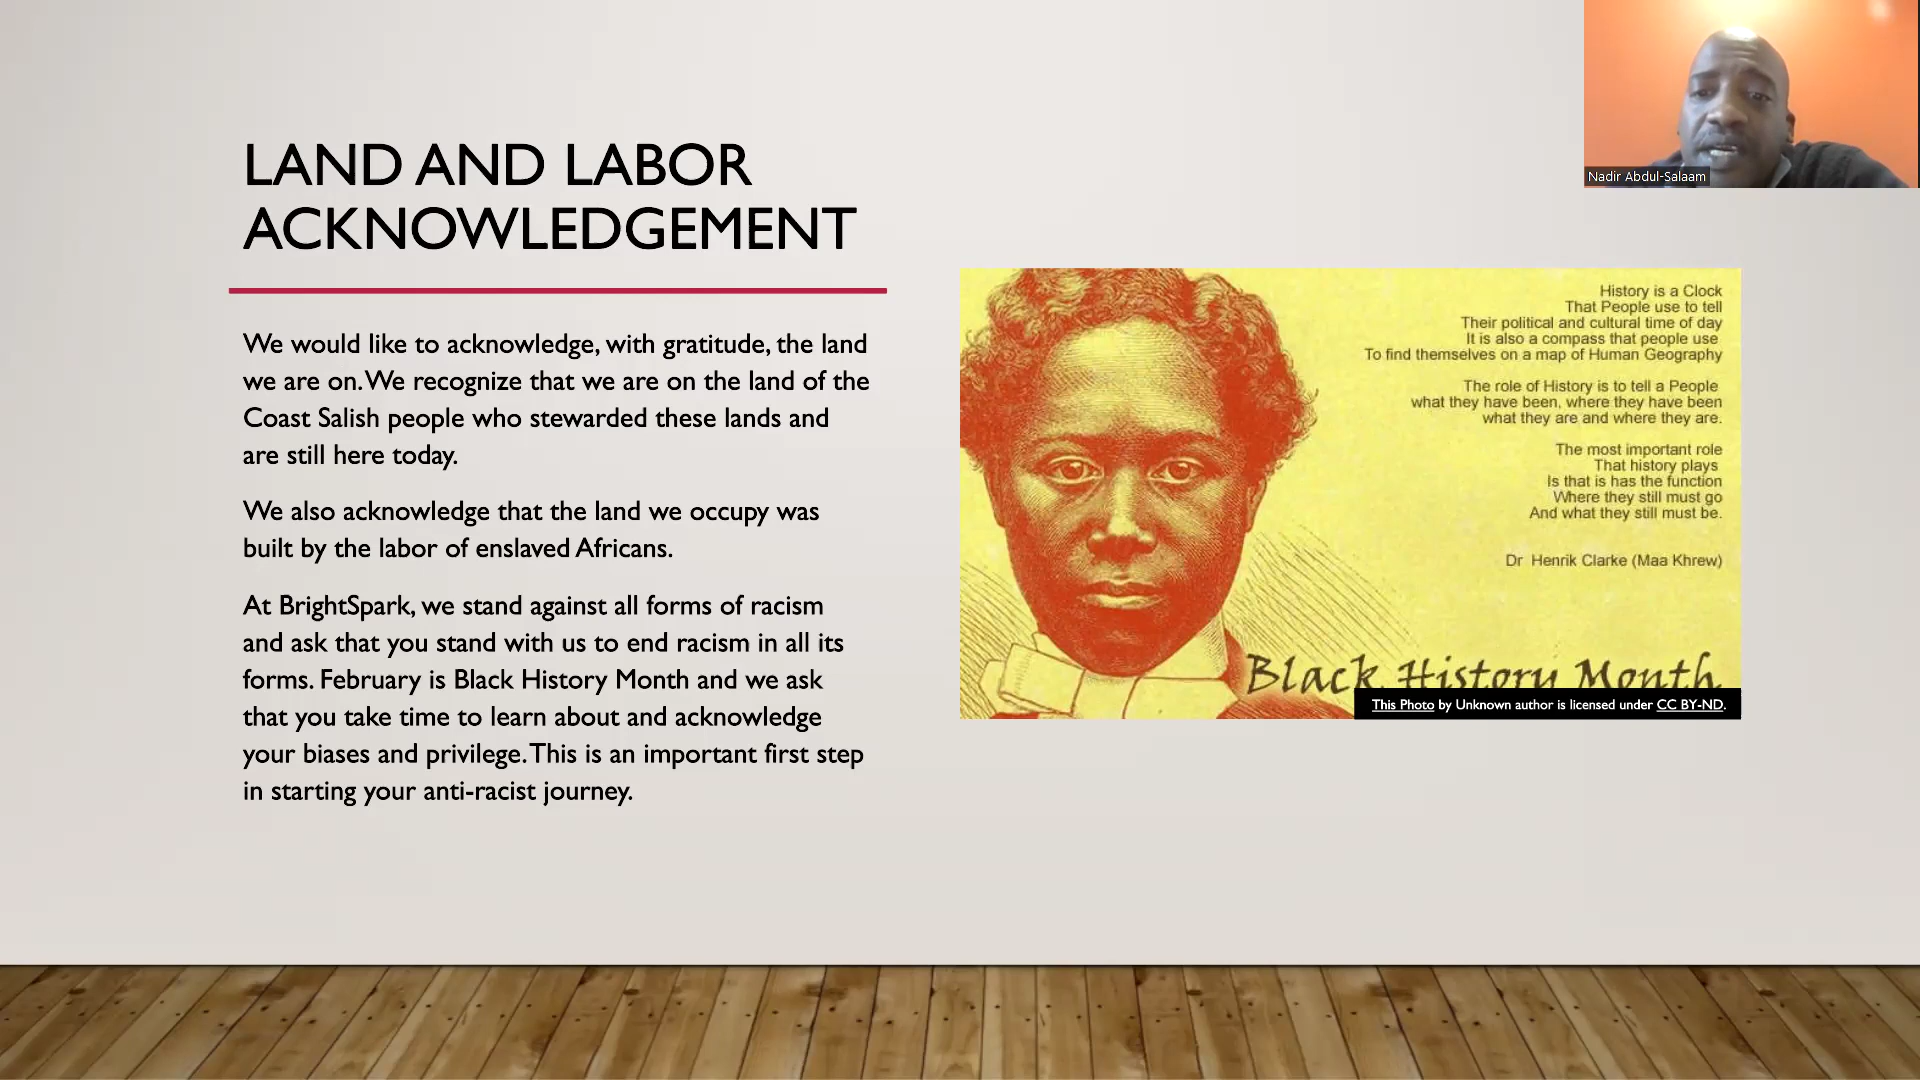 LAND AND LABOR
ACKNOWLEDGEMENT
We would like to acknowledge, with gratitude, the land
we are on. We recognize that we are on the land of the
Coast Salish people who stewarded these lands and
are still here today.
We also acknowledge that the land we occupy was
built by the labor of enslaved Africans.
At BrightSpark, we stand against all forms of racism
and ask that you stand with us to end racism in all its
forms. February is Black History Month and we ask
that you take time to learn about and acknowledge
your biases and privilege. This is an important first step
in starting your anti-racist journey.
Nadir Abdul-Salaam
History is a Clock
That People use to tell
Their political and cultural time of day
It is also a compass that people use
To find themselves on a map of Human Geography
The role of History is to tell a People
what they have been, where they have been
what they are and where they are.
The most important role
That history plays
Is that is has the function
Where they still must go
And what they still must be.
Dr Henrik Clarke (Maa Khrew)
Black History Month
This Photo by Unknown author is licensed under CC BY-ND.